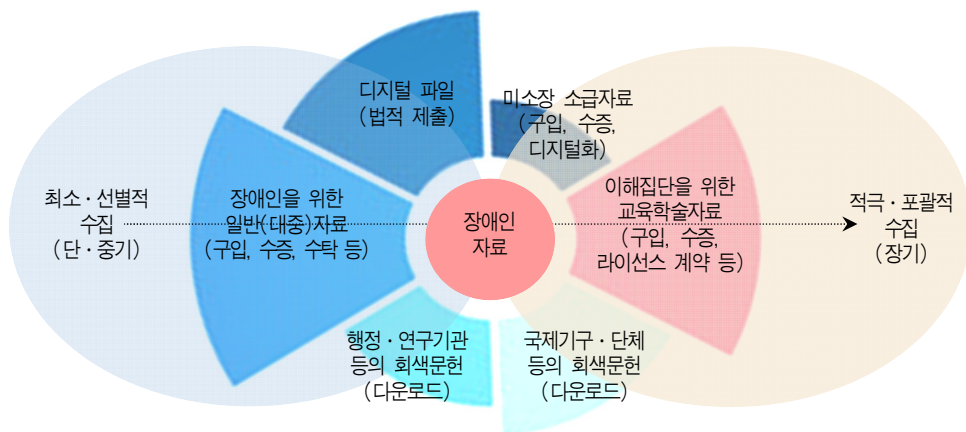 디지털 파일
(법적 제출)
미소장 소급자료
(구입, 수증,
디지털화)
최소·선별적
수집
(단·중기)
장애인을 위한
일반(대중)자료
(구입, 수증, 수탁 등)
장애인
자료
이해집단을 위한
교육학술자료
(구입, 수증,
라이선스 계약 등)
적극·포괄적
수집
(장기)
행정·연구기관
등의 회색문헌
(다운로드)
국제기구·단체
등의 회색문헌
(다운로드)